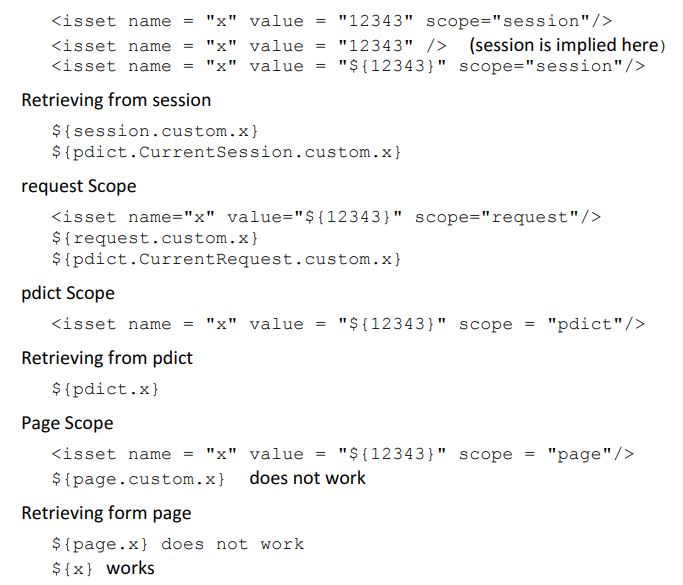 <isset name = "x" value = "12343" scope="session"/>
<isset name = "x" value = "12343" /> (session is implied here)
<isset name = "x" value = "${12343}" scope="session"/>
Retrieving from session
${session.custom.x}
${pdict.CurrentSession.custom.x}
request Scope
<isset name="x" value="${12343}" scope="request"/>
${request.custom.x}
${pdict.CurrentRequest.custom.x}
pdict Scope
<isset name = "x" value = "${12343}" scope = "pdict"/>
Retrieving from pdict
${pdict.x}
Page Scope
<isset name = "x" value = "${12343}" scope = "page"/>
${page.custom.x} does not work
Retrieving form page
${page.x} does not work
${x} works